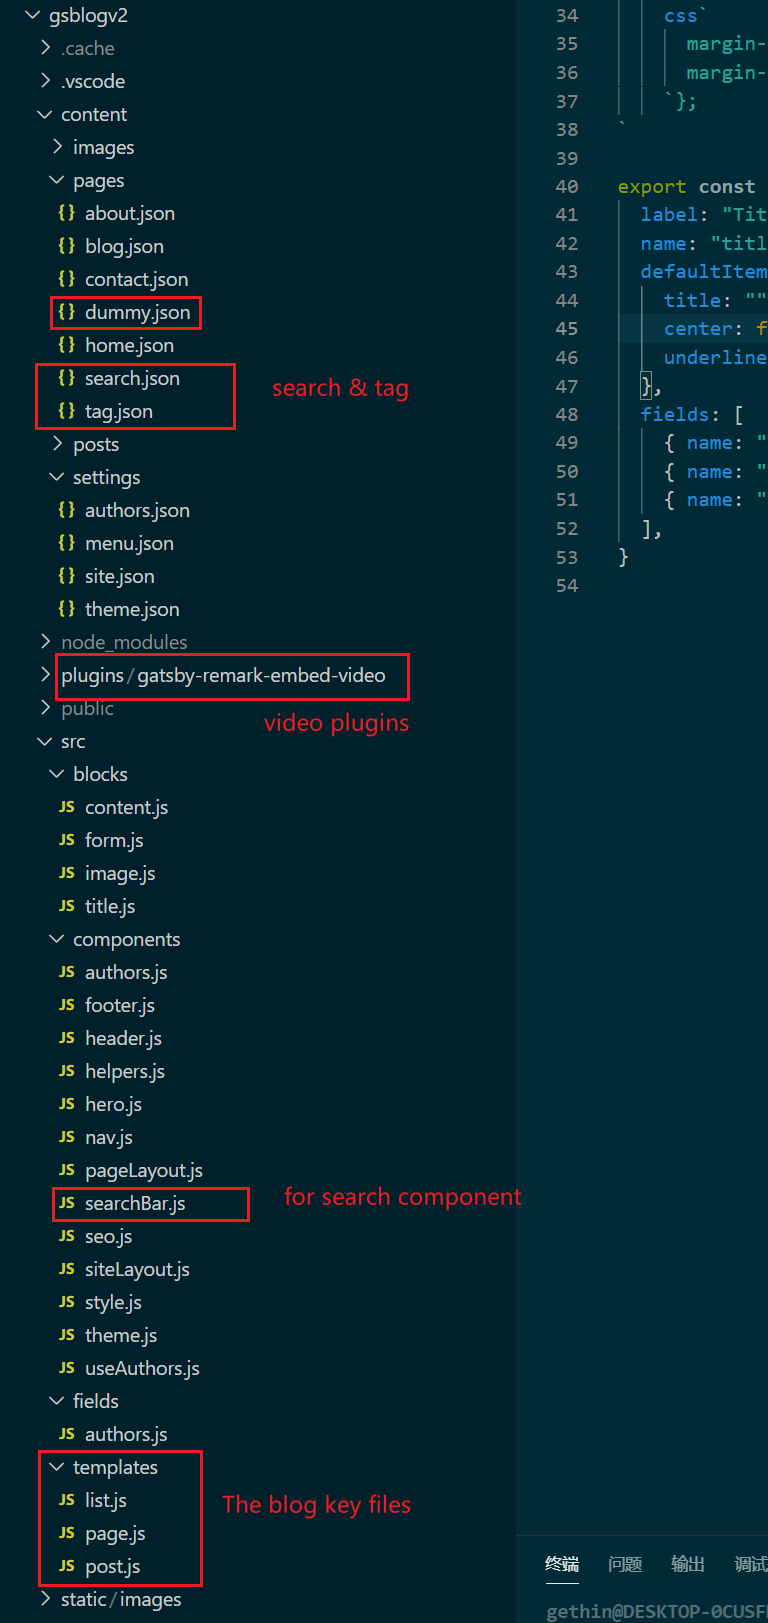 gsblogv2
.cache
.vscode
content
images
pages
{} about.json
{} blog.json
{} contact.json
{} dummy.json
{} home.json
{} search.json
search & tag
{} tag.json
posts
settings
{} authors.json
{} menu.json
{} site.json
{} theme.json
node_modules
plugins/gatsby-remark-embed-video
public
video plugins
src
blocks
JS content.js
JS form.js
JS image.js
JS title.js
components
JS authors.js
JS footer.js
JS header.js
JS helpers.js
JS hero.js
JS nav.js
JS pageLayout.js
JS searchBar.js
for search component
JS seo.js
JS siteLayout.js
JS style.js
JS theme.js
JS useAuthors.js
fields
JS authors.js
templates
JS list.js
The blog key files
JS page.js
JS post.js
static/images
34 css`
35 margin-
36 margin-
37 `};
38 `
39
40 export const
41 label: "Tit
42 name: "titl
43 defaultItem
44 title: ""
45 center: f
46 underline
47 },
48 fields: [
49 { name: "
50 { name: "
51 { name: "
52 ],
53 }
54
终端 问题 输出 调试
gethin@DESKTOP-0CUSF